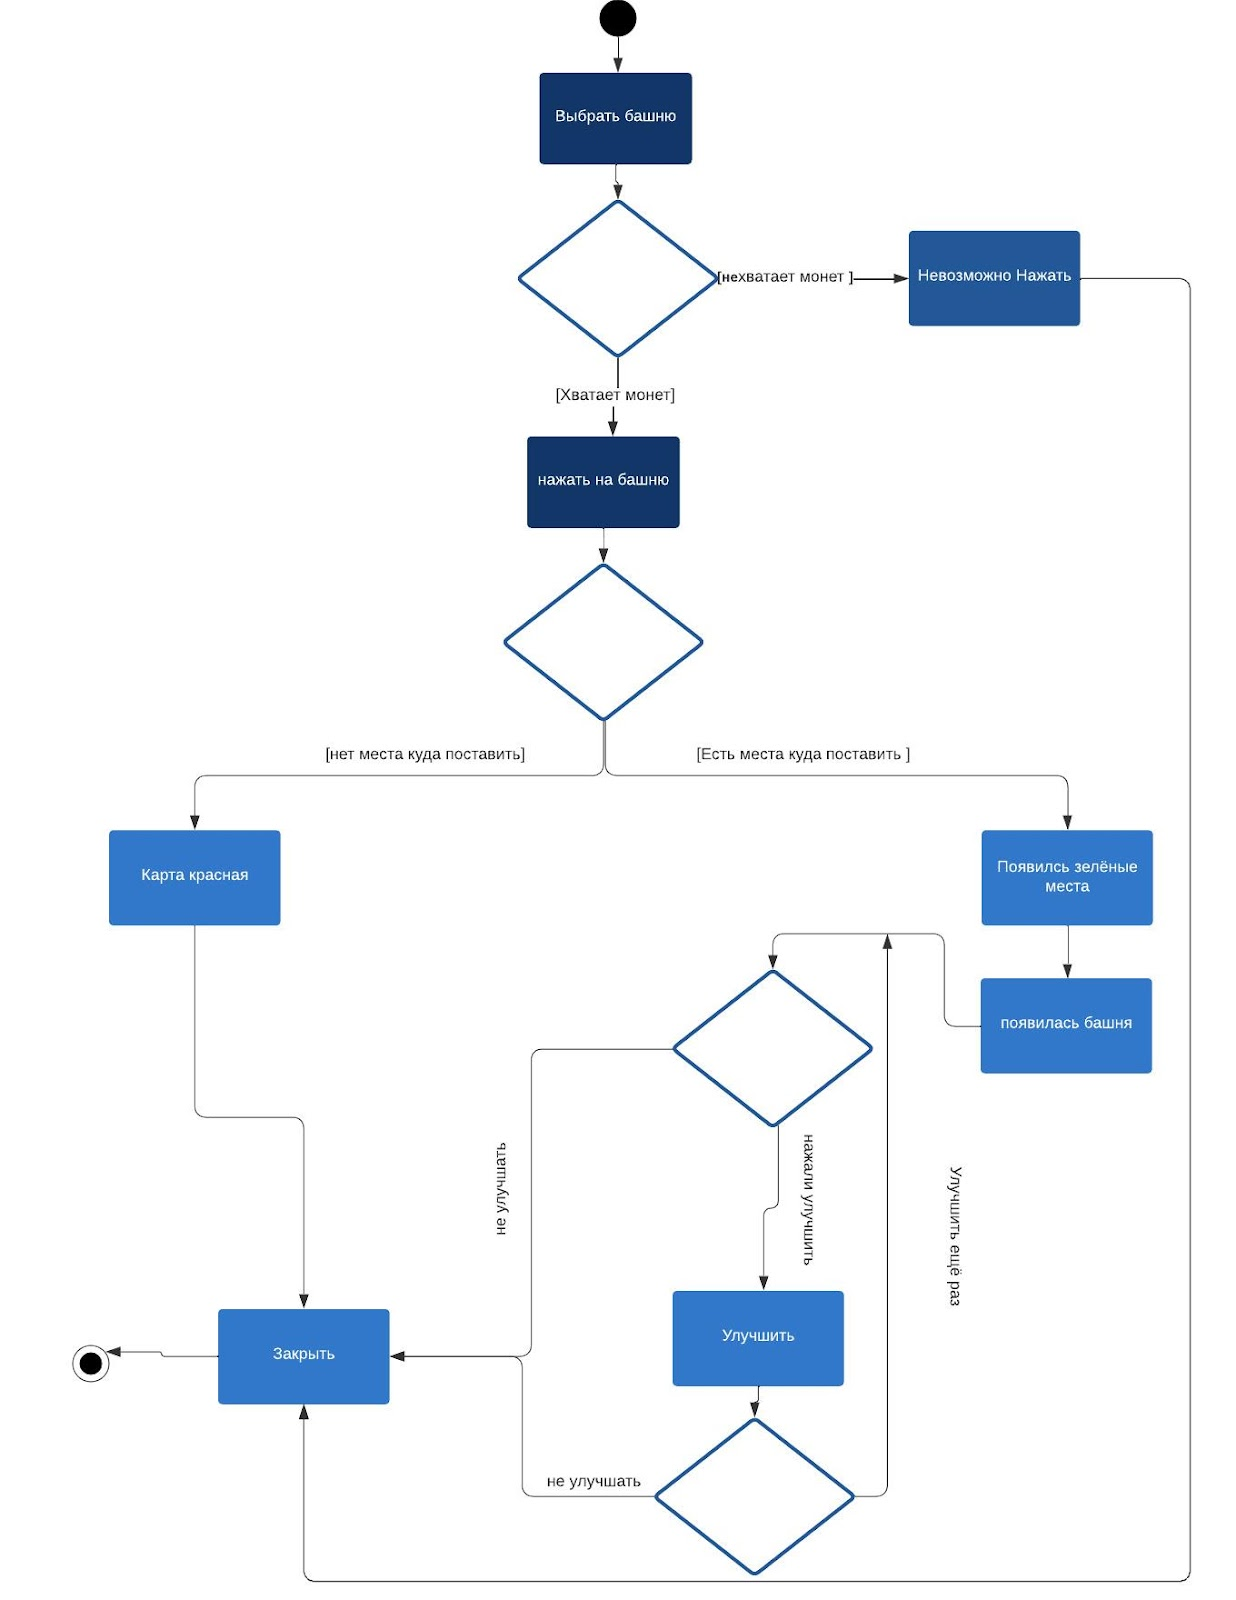 Выбрать башню
[нехватает монет ]
Невозможно Нажать
[Хватает монет]
нажать на башню
[нет места куда поставить]
[Есть места куда поставить ]
Карта красная
Появилсь зелёные
места
появилась башня
не улучшать
нажали улучшить
Улучшить ещё раз
Улучшить
Закрыть
не улучшать